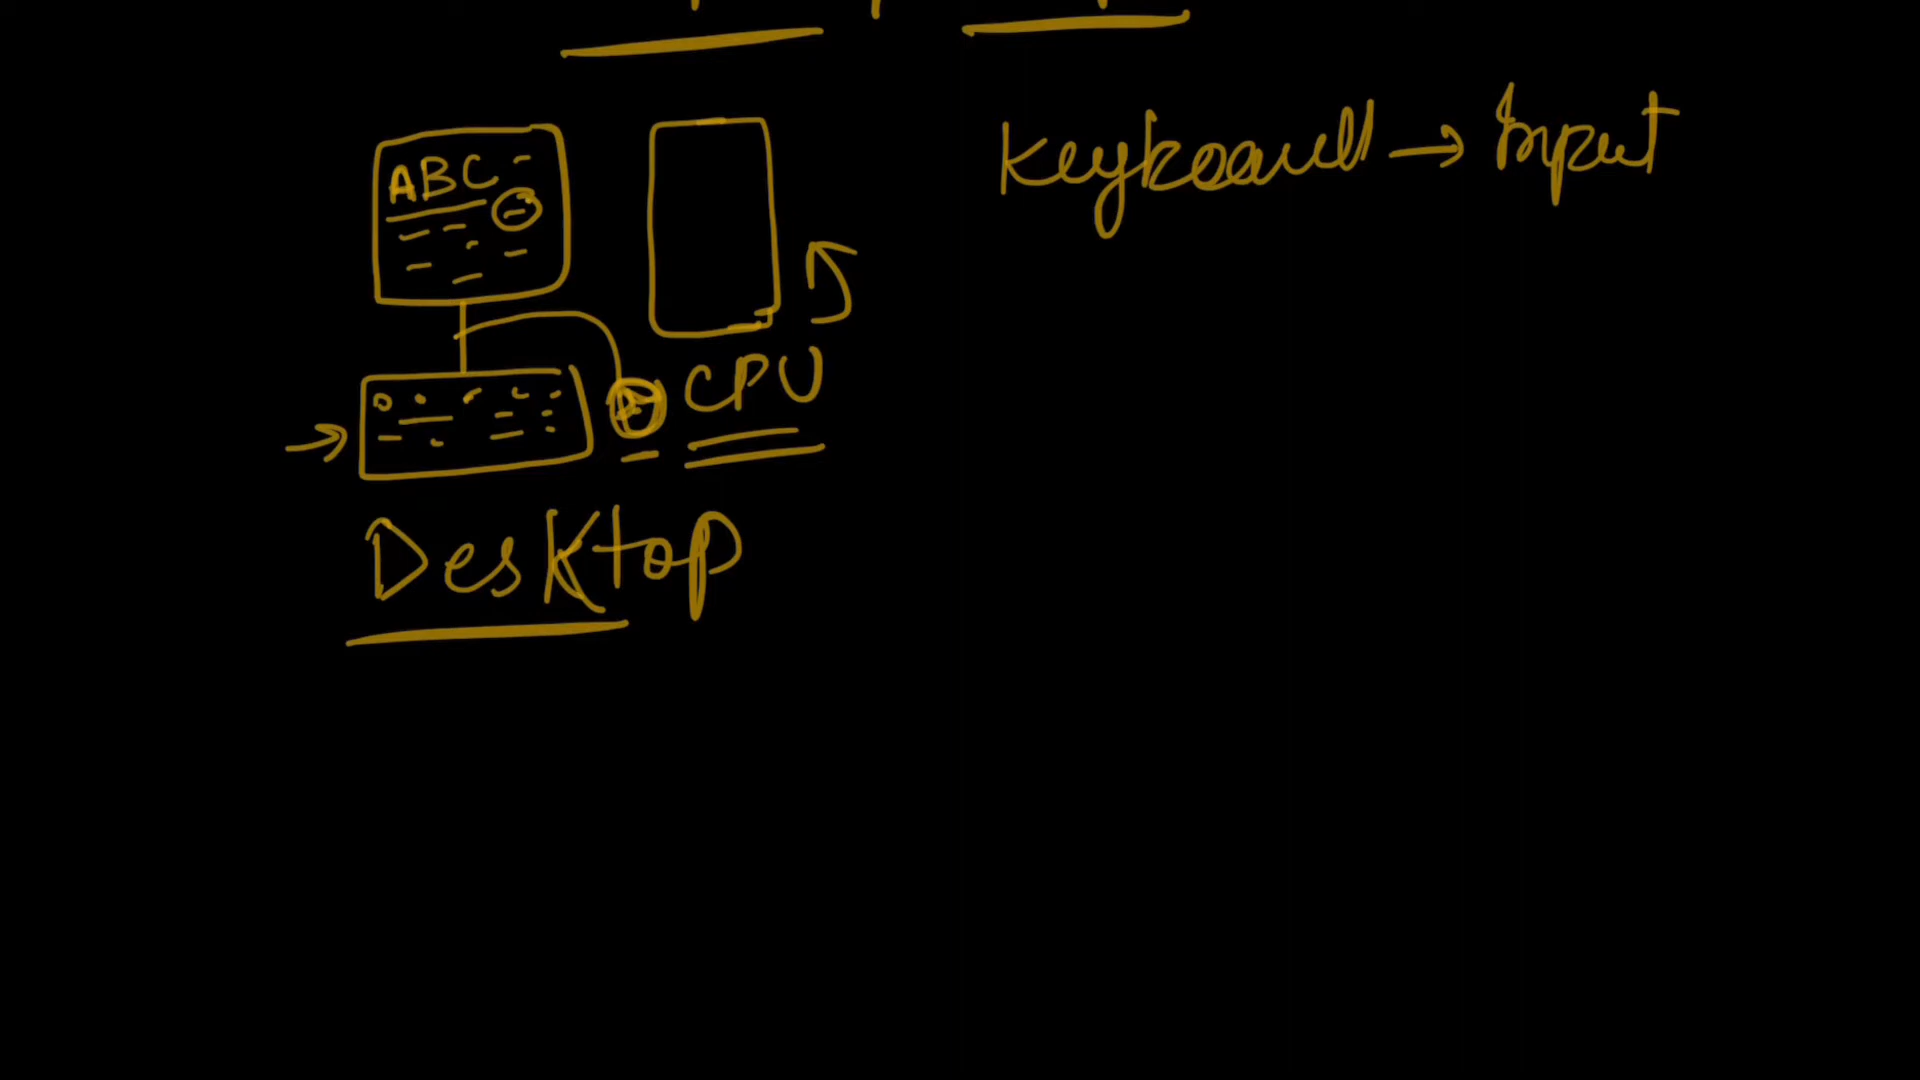 Keyboard → Input
ABC
CPU
Desktop